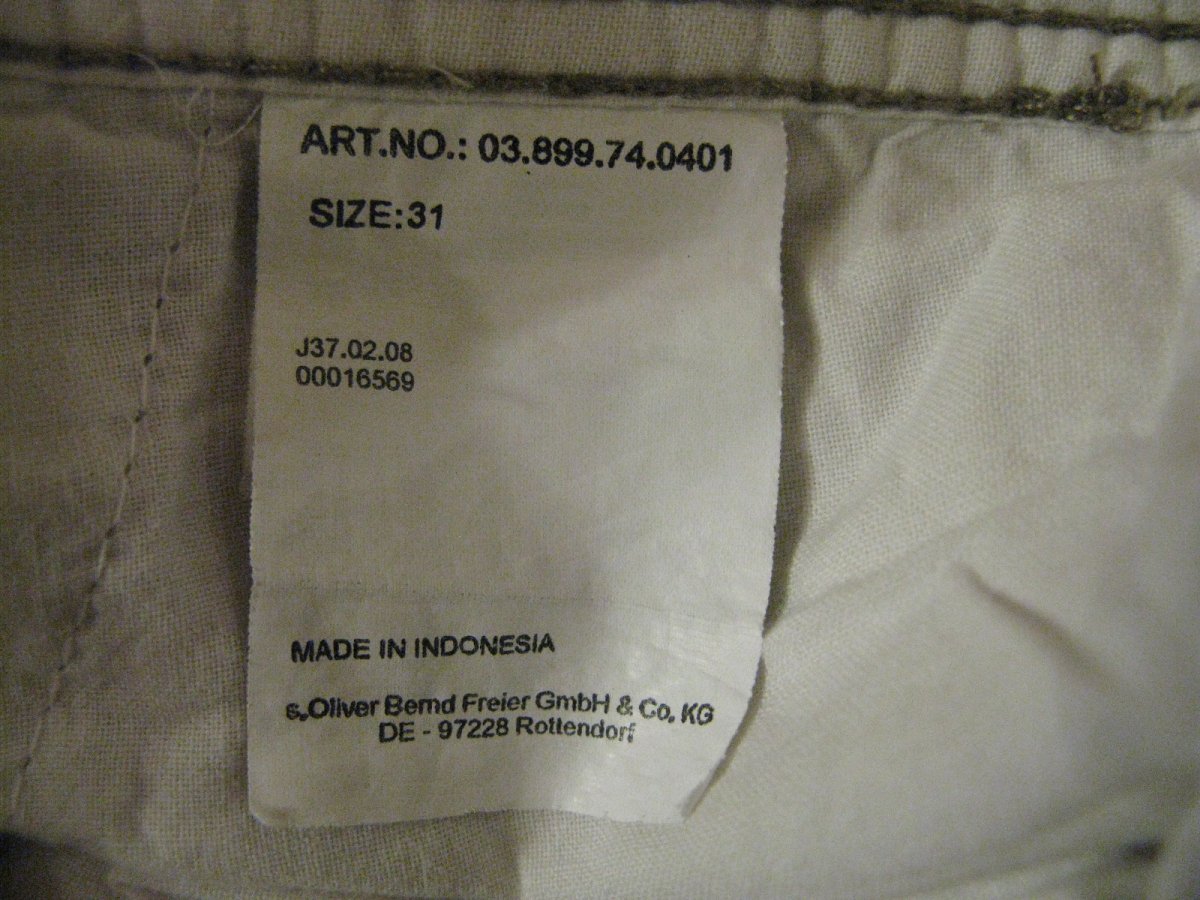 ART.NO.: 03.899.74.0401
SIZE:31
J37.02.08
00016569
MADE IN INDONESIA
s.Oliver Bernd Freier GmbH & Co. KG
DE - 97228 Rottendorf